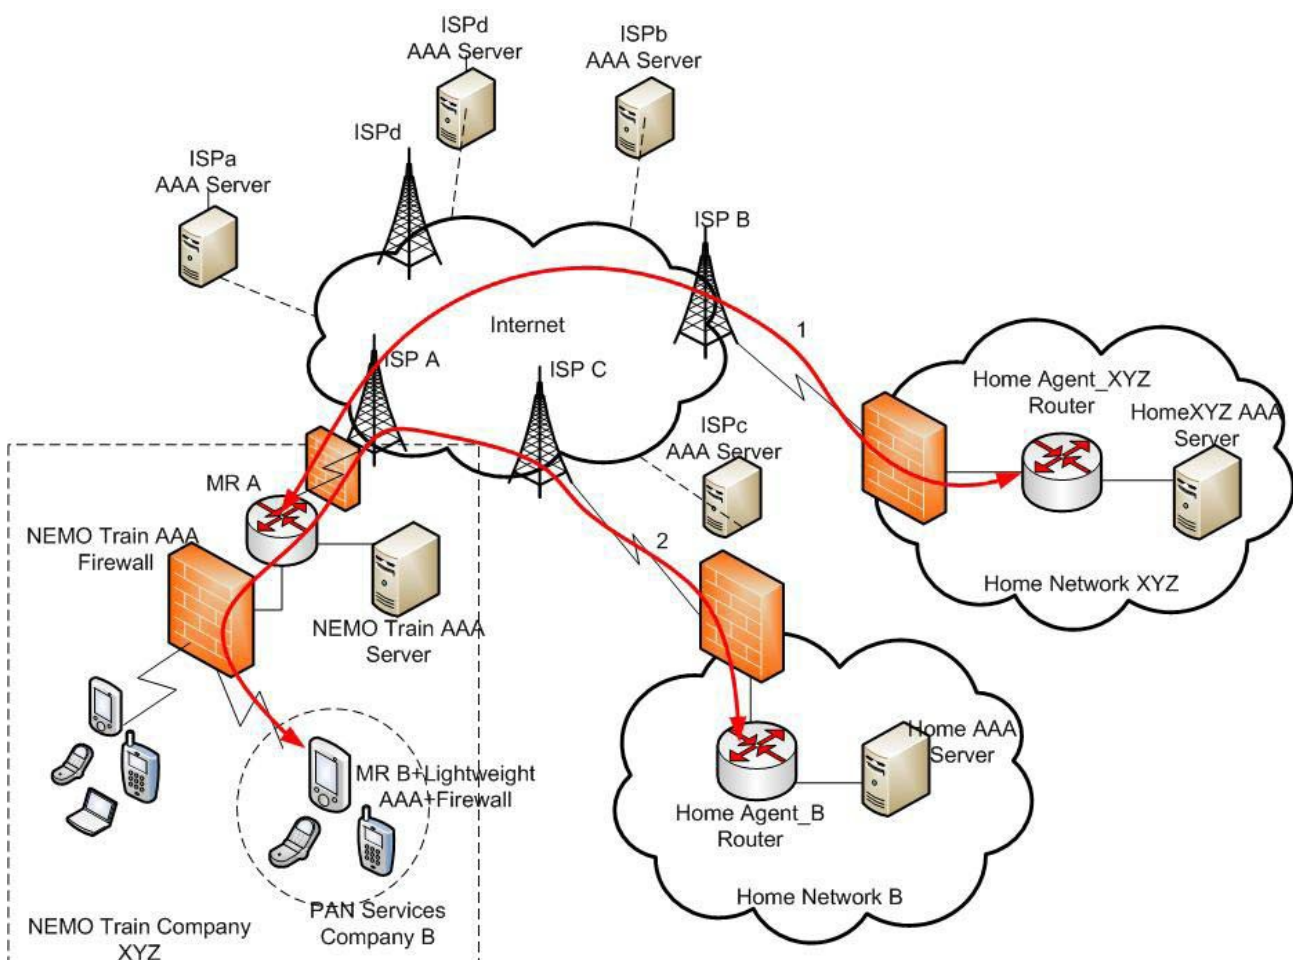 ISPd
AAA Server
ISPb
AAA Server
ISPd
ISPa
AAA Server
ISP B
Internet
1
ISP A
ISP C
Home Agent_XYZ
Router
HomeXYZ AAA
Server
ISPc
AAA Server
MR A
NEMO Train AAA
Firewall
2
Home Network XYZ
NEMO Train AAA
Server
Home AAA
Server
MR B+Lightweight
AAA+Firewall
Home Agent_B
Router
Home Network B
PAN Services
Company B
NEMO Train Company
XYZ